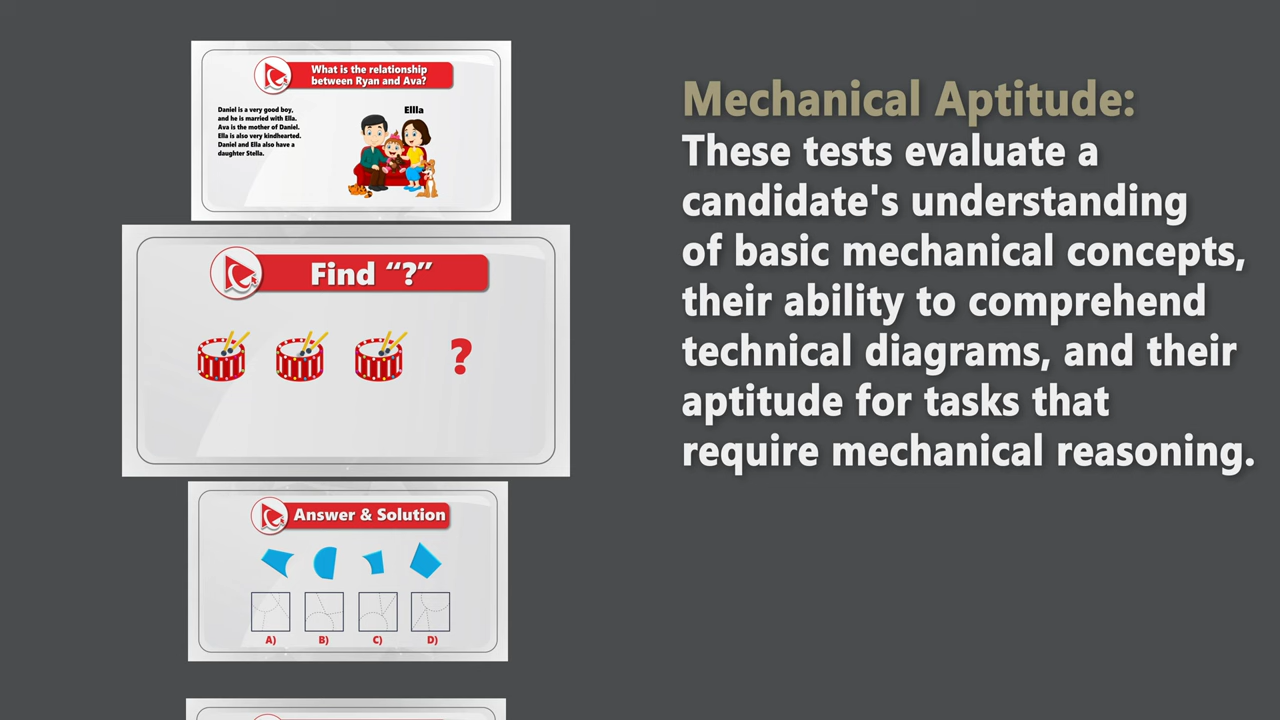 What is the relationship
between Ryan and Ava?
Daniel is a very good boy,
and he is married with Ella.
Ava is the mother of Daniel.
Ella is also very kindhearted.
Daniel and Ella also have a
daughter Stella.
Ellla
Find “?”
?
Answer & Solution
A) B) C) D)
Mechanical Aptitude:
These tests evaluate a
candidate's understanding
of basic mechanical concepts,
their ability to comprehend
technical diagrams, and their
aptitude for tasks that
require mechanical reasoning.